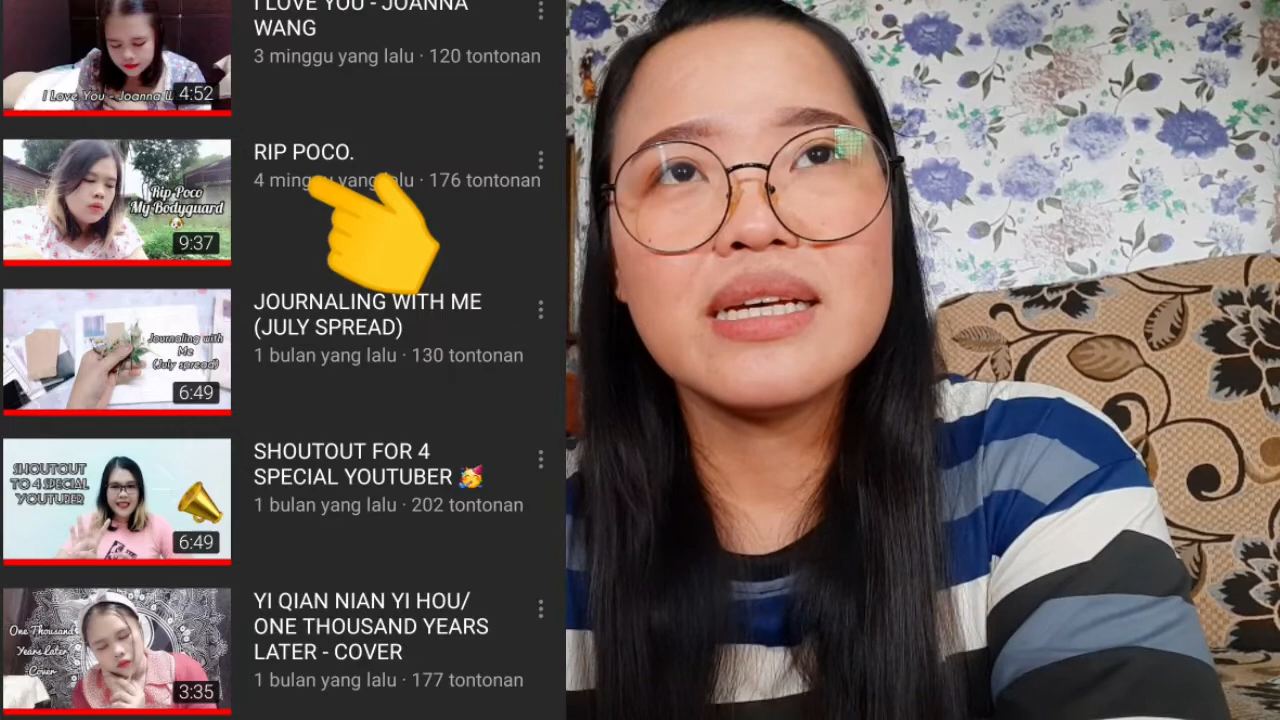 I LOVE YOU - JOANNA
WANG
3 minggu yang lalu · 120 tontonan
I Love You - Joanna W
4:52
RIP POCO.
4 minggu yang lalu · 176 tontonan
Rip Poco
My Bodyguard
9:37
JOURNALING WITH ME
(JULY SPREAD)
1 bulan yang lalu · 130 tontonan
Journaling with
Me
(July spread)
6:49
SHOUTOUT FOR 4
SPECIAL YOUTUBER 🥳
1 bulan yang lalu · 202 tontonan
SHOUTOUT
TO 4 SPECIAL
YOUTUBER
6:49
YI QIAN NIAN YI HOU/
ONE THOUSAND YEARS
LATER - COVER
1 bulan yang lalu · 177 tontonan
One Thousand
Years Later
Cover
3:35